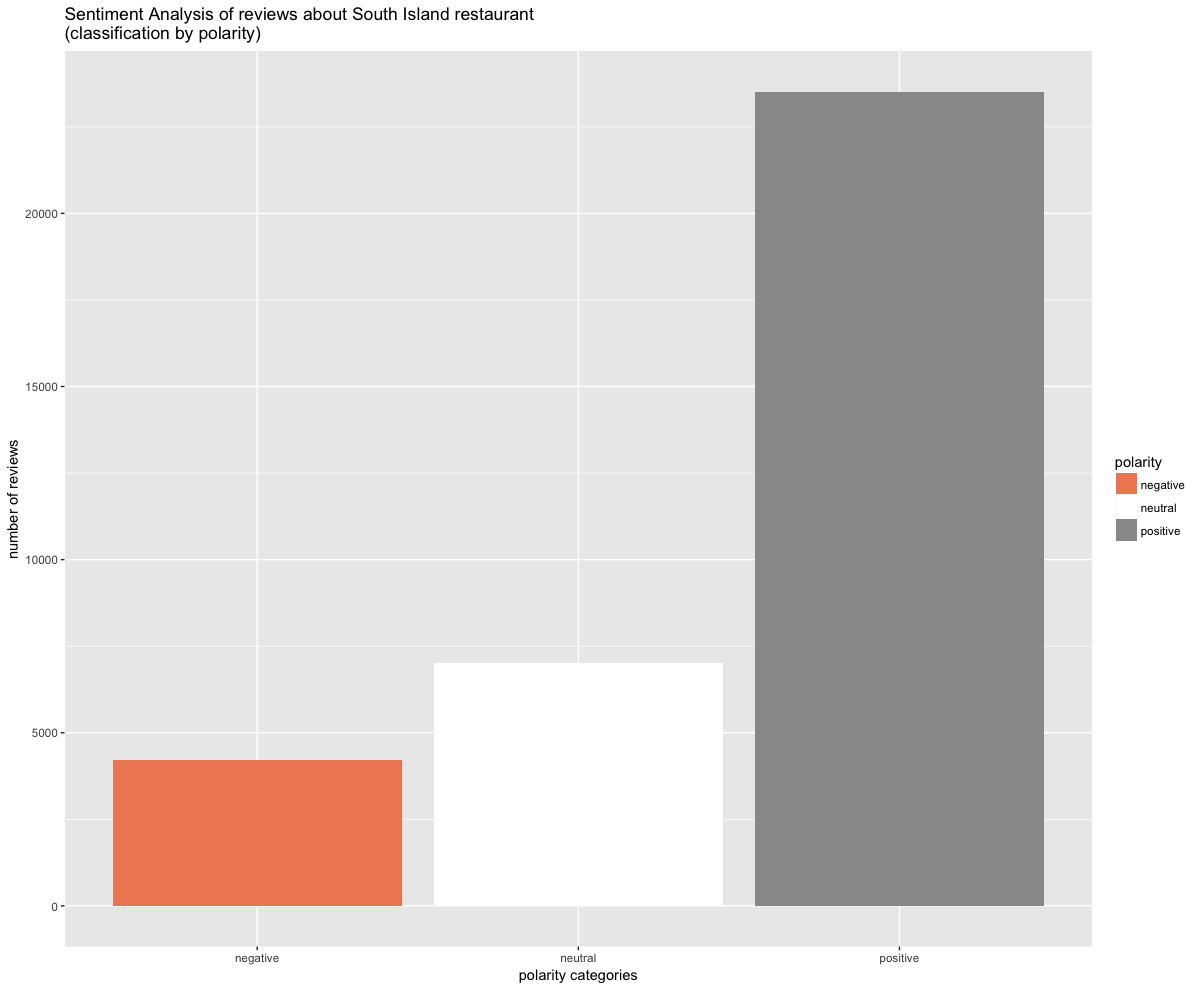 Sentiment Analysis of reviews about South Island restaurant
(classification by polarity)
number of reviews
20000
15000
10000
5000
0
negative
neutral
positive
polarity categories
polarity
negative
neutral
positive